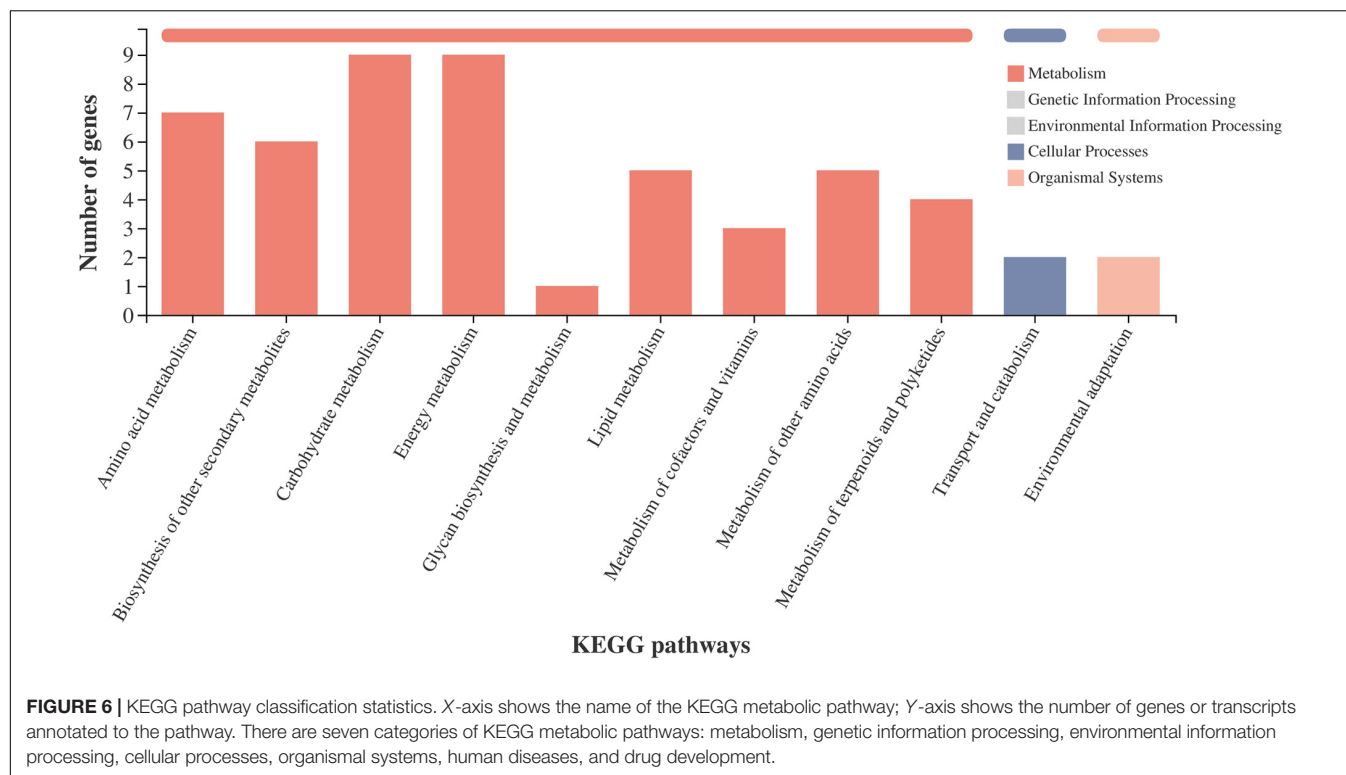 Number of genes
9
8
7
6
5
4
3
2
1
0
Metabolism
Genetic Information Processing
Environmental Information Processing
Cellular Processes
Organismal Systems
Amino acid metabolism
Biosynthesis of other secondary metabolites
Carbohydrate metabolism
Energy metabolism
Glycan biosynthesis and metabolism
Lipid metabolism
Metabolism of cofactors and vitamins
Metabolism of other amino acids
Metabolism of terpenoids and polyketides
Transport and catabolism
Environmental adaptation
KEGG pathways
FIGURE 6 | KEGG pathway classification statistics. X-axis shows the name of the KEGG metabolic pathway; Y-axis shows the number of genes or transcripts
annotated to the pathway. There are seven categories of KEGG metabolic pathways: metabolism, genetic information processing, environmental information
processing, cellular processes, organismal systems, human diseases, and drug development.